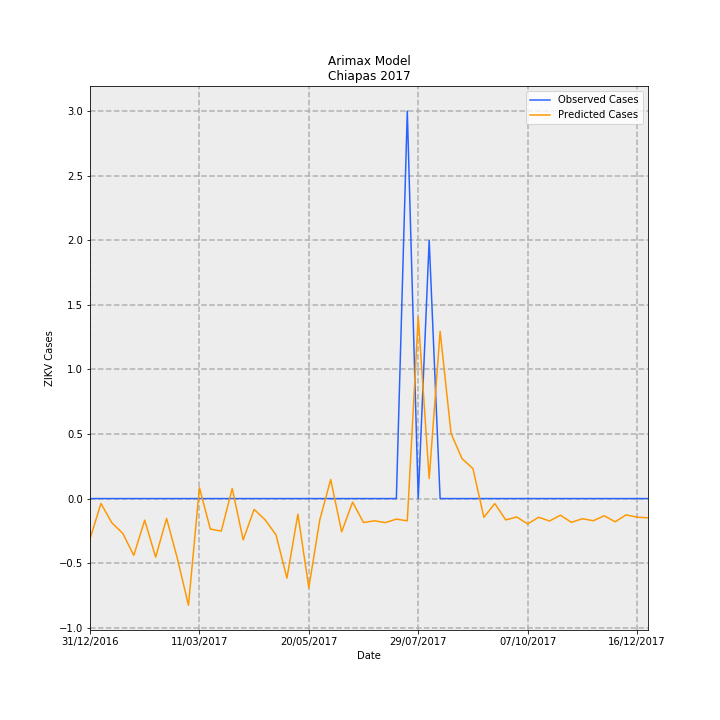 Arimax Model
Chiapas 2017
Observed Cases
Predicted Cases
ZIKV Cases
3.0
2.5
2.0
1.5
1.0
0.5
0.0
−0.5
−1.0
31/12/2016
11/03/2017
20/05/2017
29/07/2017
07/10/2017
16/12/2017
Date